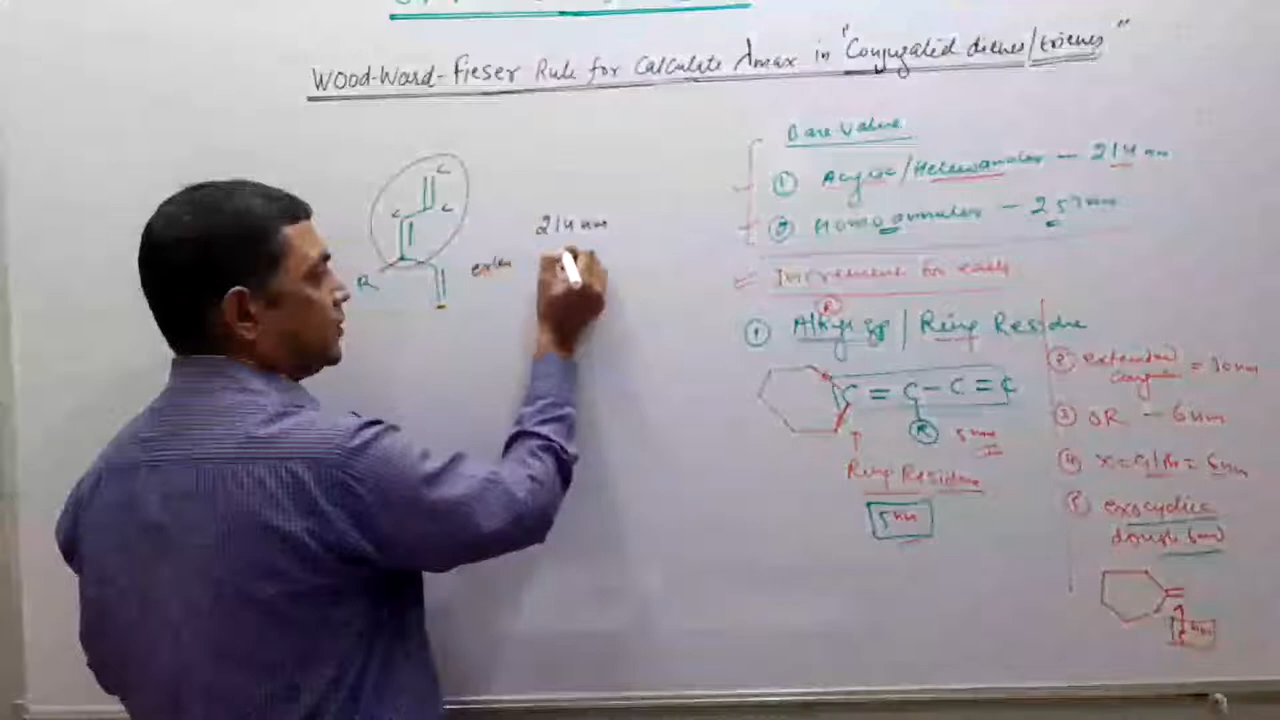 Wood-Ward-Fieser Rule for Calculate λmax in "Conjugated dienes/trienes"
Base Value
① Acyclic/Heteroannular – 214 nm
② Homoannular – 253 nm
Increment for each
① Alkyl gp / Ring Residue
R
C = C – C = C
R 5 nm
Ring Residue
5 nm
② extended
conj = 30 nm
③ OR – 6 nm
④ x = Cl/Br = 5 nm
⑤ exocyclic
double bond
5 nm
C
C C
R
exten
214 nm